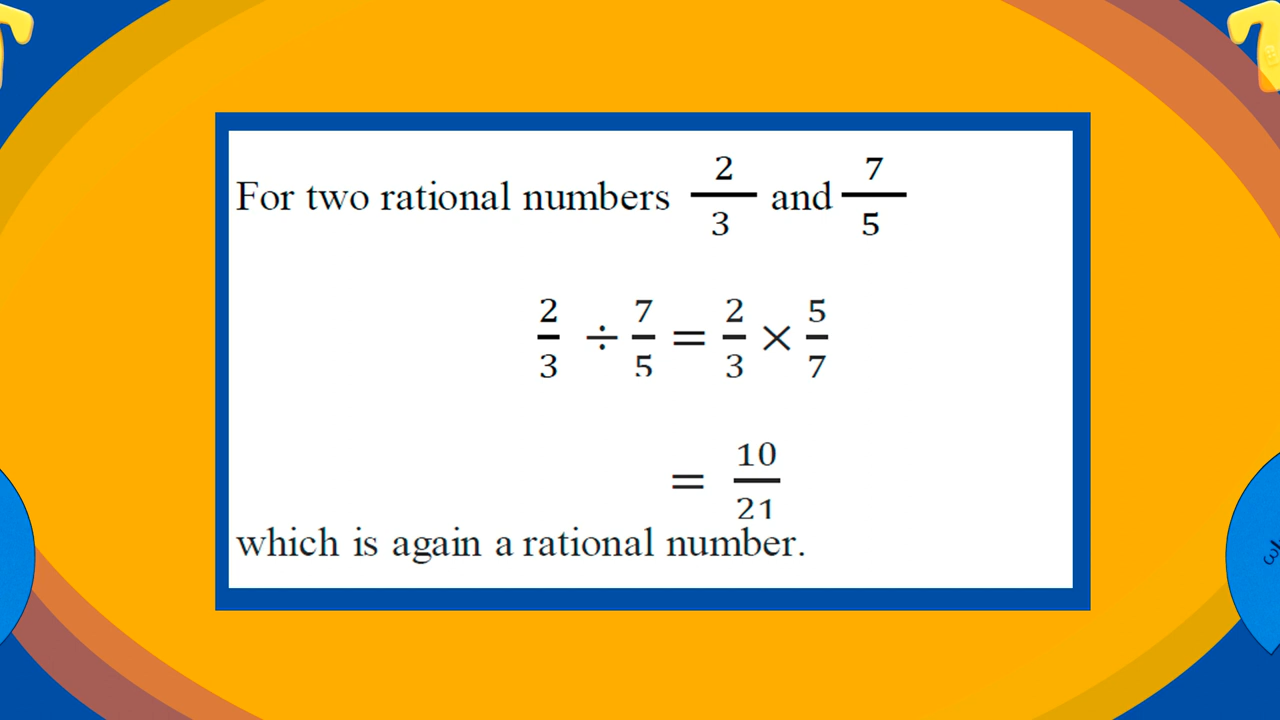 For two rational numbers 2/3 and 7/5
2/3 ÷ 7/5 = 2/3 × 5/7
= 10/21
which is again a rational number.